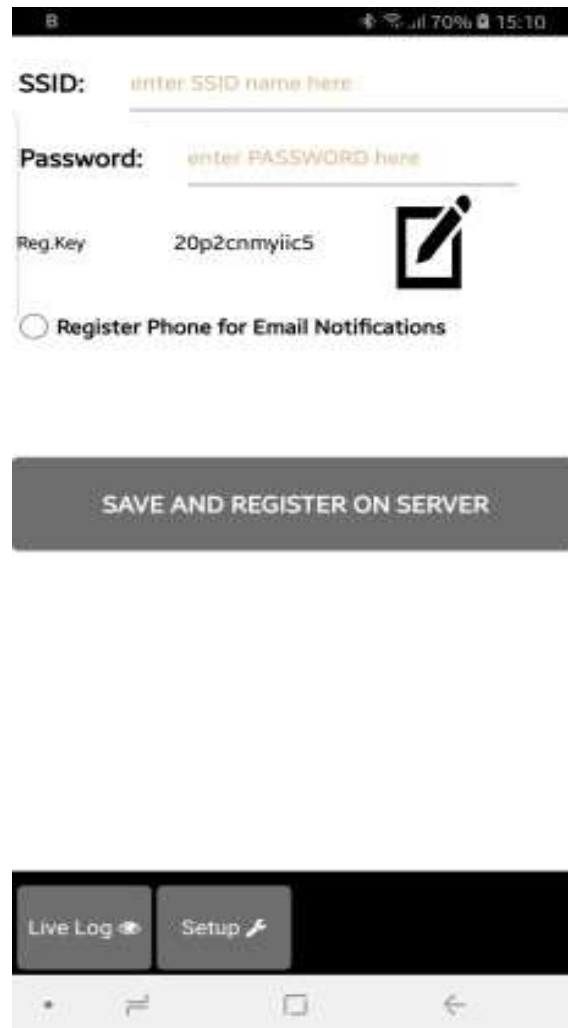 B 70% 15:10
SSID: enter SSID name here
Password: enter PASSWORD here
Reg.Key 20p2cnmyiic5
Register Phone for Email Notifications
SAVE AND REGISTER ON SERVER
Live Log Setup